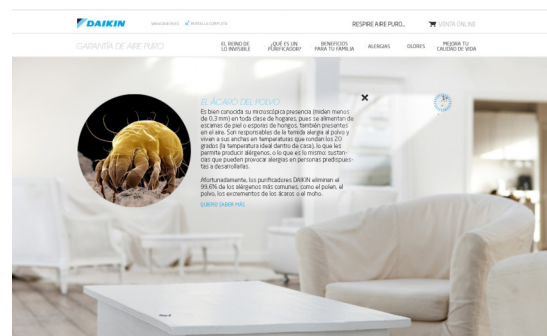 DAIKIN
PANTALLA COMPLETA
RESPIRE AIRE PURO..
VENTA ONLINE
GARANTÍA DE AIRE PURO
EL REINO DE
LO INVISIBLE
¿QUÉ ES UN
PURIFICADOR?
BENEFICIOS
PARA TU FAMILIA
ALERGIAS
OLORES
MEJORA TU
CALIDAD DE VIDA
EL ÁCARO DEL POLVO
Es bien conocida su microscópica presencia (miden menos
de 0,3 mm) en toda clase de hogares, pues se alimentan de
escamas de piel o esporas de hongos, también presentes
en el aire. Son responsables de la temida alergia al polvo y
viven a sus anchas en temperaturas que rondan los 20
grados (la temperatura ideal dentro de casa), lo que les
permite producir alérgenos, o lo que es lo mismo: sustan-
cias que pueden provocar alergias en personas predispues-
tas a desarrollarlas.
Afortunadamente, los purificadores DAIKIN eliminan el
99,6% de los alérgenos más comunes, como el polen, el
polvo, los excrementos de los ácaros o el moho.
QUIERO SABER MÁS